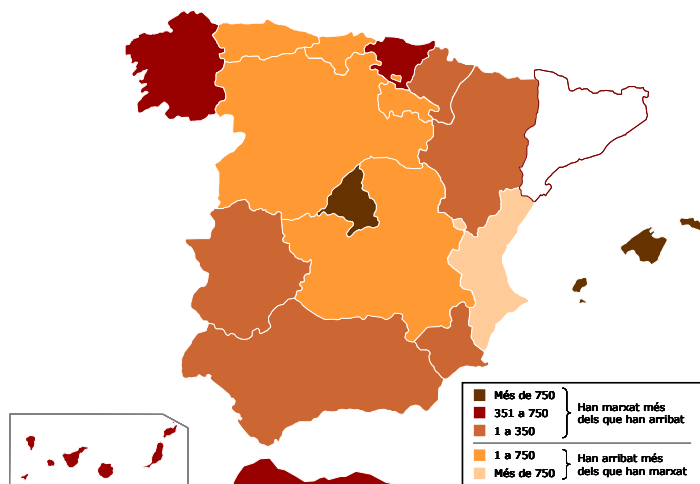 Més de 750
351 a 750
1 a 350
Han marxat més
dels que han arribat
1 a 750
Més de 750
Han arribat més
dels que han marxat